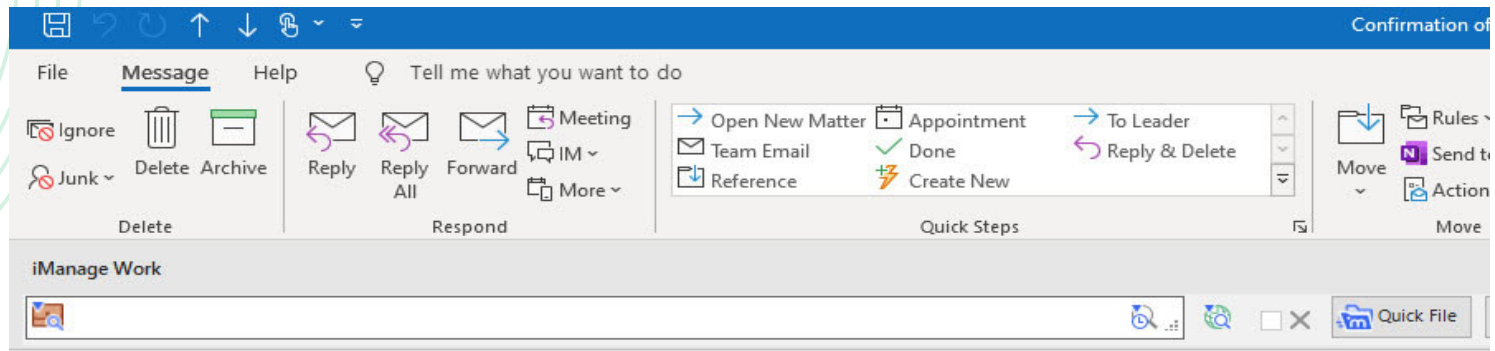 Confirmation of
File Message Help Tell me what you want to do
Ignore
Junk
Delete
Archive
Delete
Reply
Reply All
Forward
Meeting
IM
More
Respond
Open New Matter
Team Email
Reference
Appointment
Done
Create New
To Leader
Reply & Delete
Quick Steps
Move
Rules
Send to
Action
Move
iManage Work
Quick File